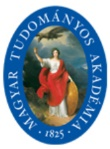 · MAGYAR TUDOMÁNYOS AKADÉMIA ·
1825